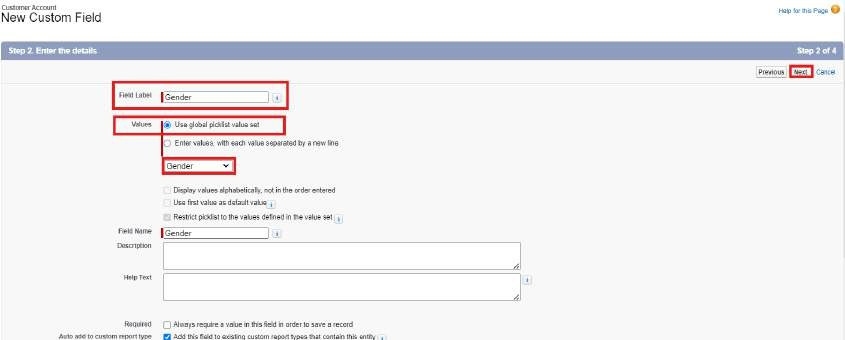 Customer Account
New Custom Field
Help for this Page
Step 2. Enter the details
Step 2 of 4
Previous Next Cancel
Field Label Gender
Values Use global picklist value set
Enter values, with each value separated by a new line
Gender
Display values alphabetically, not in the order entered
Use first value as default value
Restrict picklist to the values defined in the value set
Field Name Gender
Description
Help Text
Required Always require a value in this field in order to save a record
Auto add to custom report type Add this field to existing custom report types that contain this entity